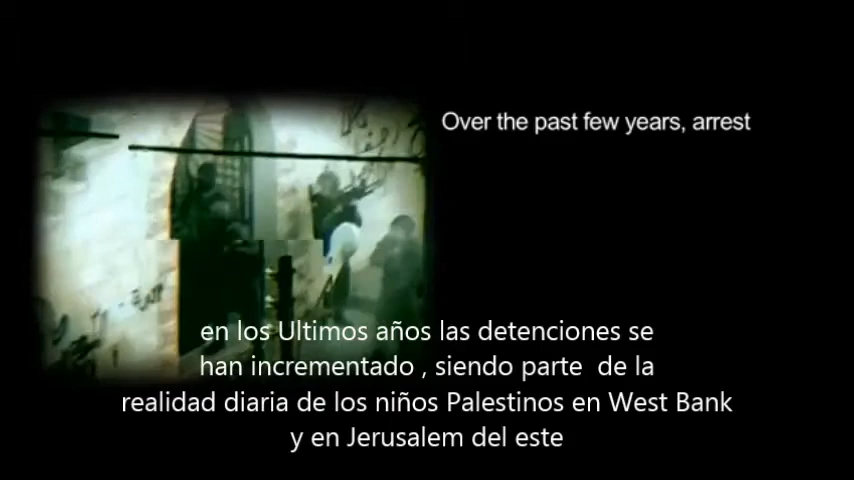 Over the past few years, arrest
en los Ultimos años las detenciones se
han incrementado , siendo parte de la
realidad diaria de los niños Palestinos en West Bank
y en Jerusalem del este